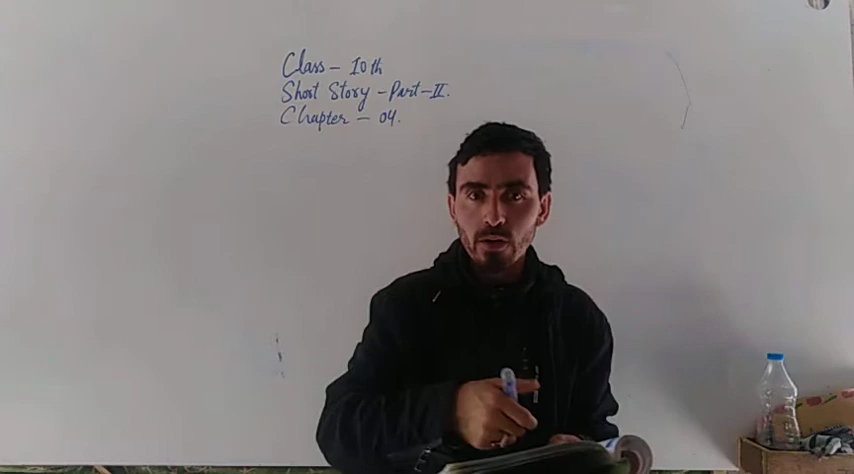 Class - 10th
Short Story - Part - II.
Chapter - 04.